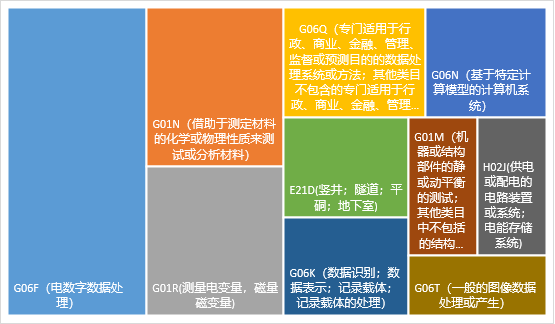 G06F（电数字数据处
理）
G01N（借助于测定材料
的化学或物理性质来测
试或分析材料）
G01R(测量电变量，磁量
磁变量)
G06Q（专门适用于行
政、商业、金融、管理、
监督或预测目的的数据处
理系统或方法；其他类目
不包含的专门适用于行
政、商业、金融、管理...
G06N（基于特定计
算模型的计算机系
统）
E21D(竖井；隧道；平
硐；地下室)
G01M（机
器或结构
部件的静
或动平衡
的测试；
其他类目
中不包括
的结构...
H02J(供电
或配电的
电路装置
或系统；
电能存储
系统)
G06K（数据识别；数
据表示；记录载体；
记录载体的处理）
G06T（一般的图像数据
处理或产生）